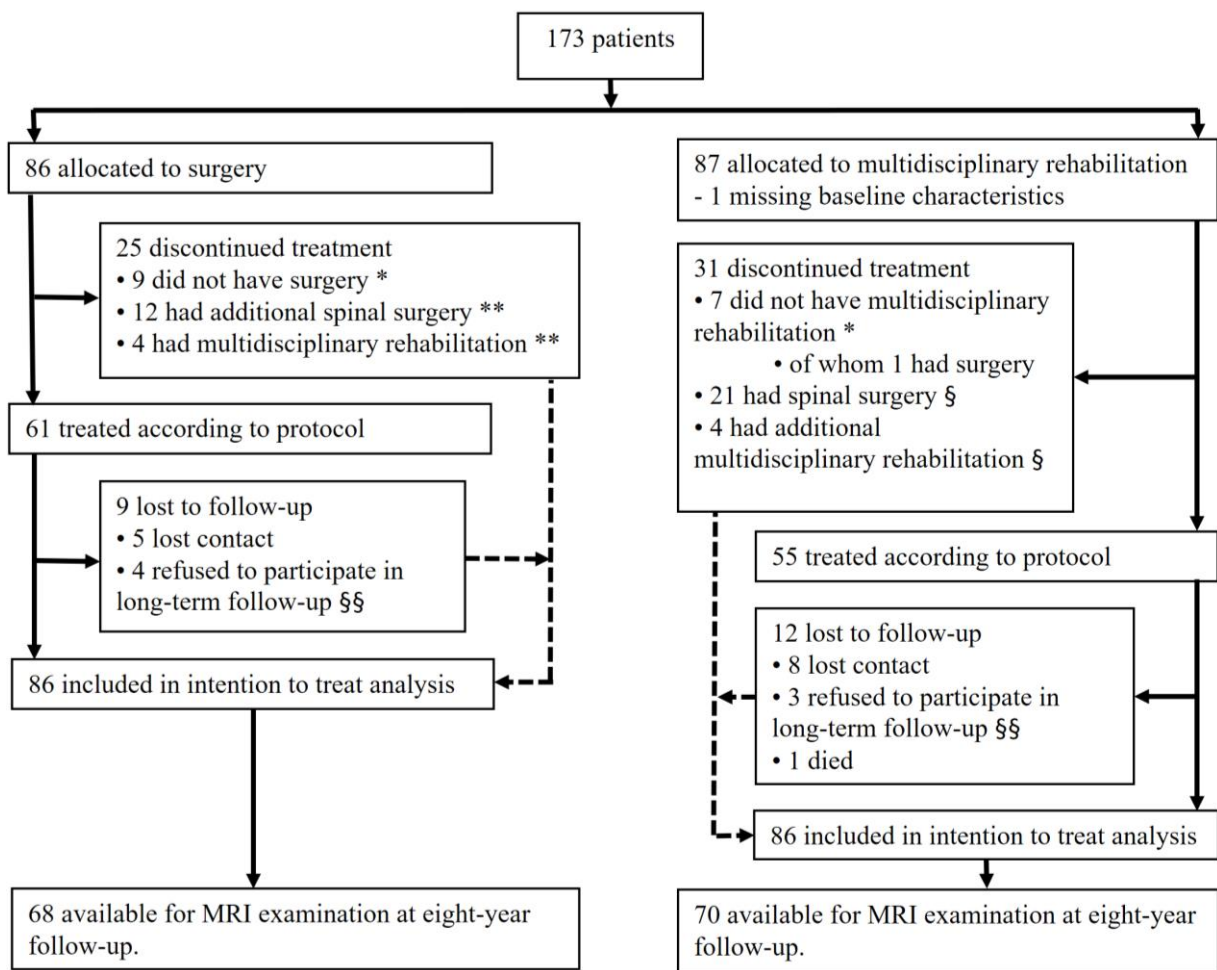 173 patients
86 allocated to surgery
25 discontinued treatment
• 9 did not have surgery *
• 12 had additional spinal surgery **
• 4 had multidisciplinary rehabilitation **
61 treated according to protocol
9 lost to follow-up
• 5 lost contact
• 4 refused to participate in
long-term follow-up §§
86 included in intention to treat analysis
68 available for MRI examination at eight-year
follow-up.
87 allocated to multidisciplinary rehabilitation
- 1 missing baseline characteristics
31 discontinued treatment
• 7 did not have multidisciplinary
rehabilitation *
• of whom 1 had surgery
• 21 had spinal surgery §
• 4 had additional
multidisciplinary rehabilitation §
55 treated according to protocol
12 lost to follow-up
• 8 lost contact
• 3 refused to participate in
long-term follow-up §§
• 1 died
86 included in intention to treat analysis
70 available for MRI examination at eight-year
follow-up.